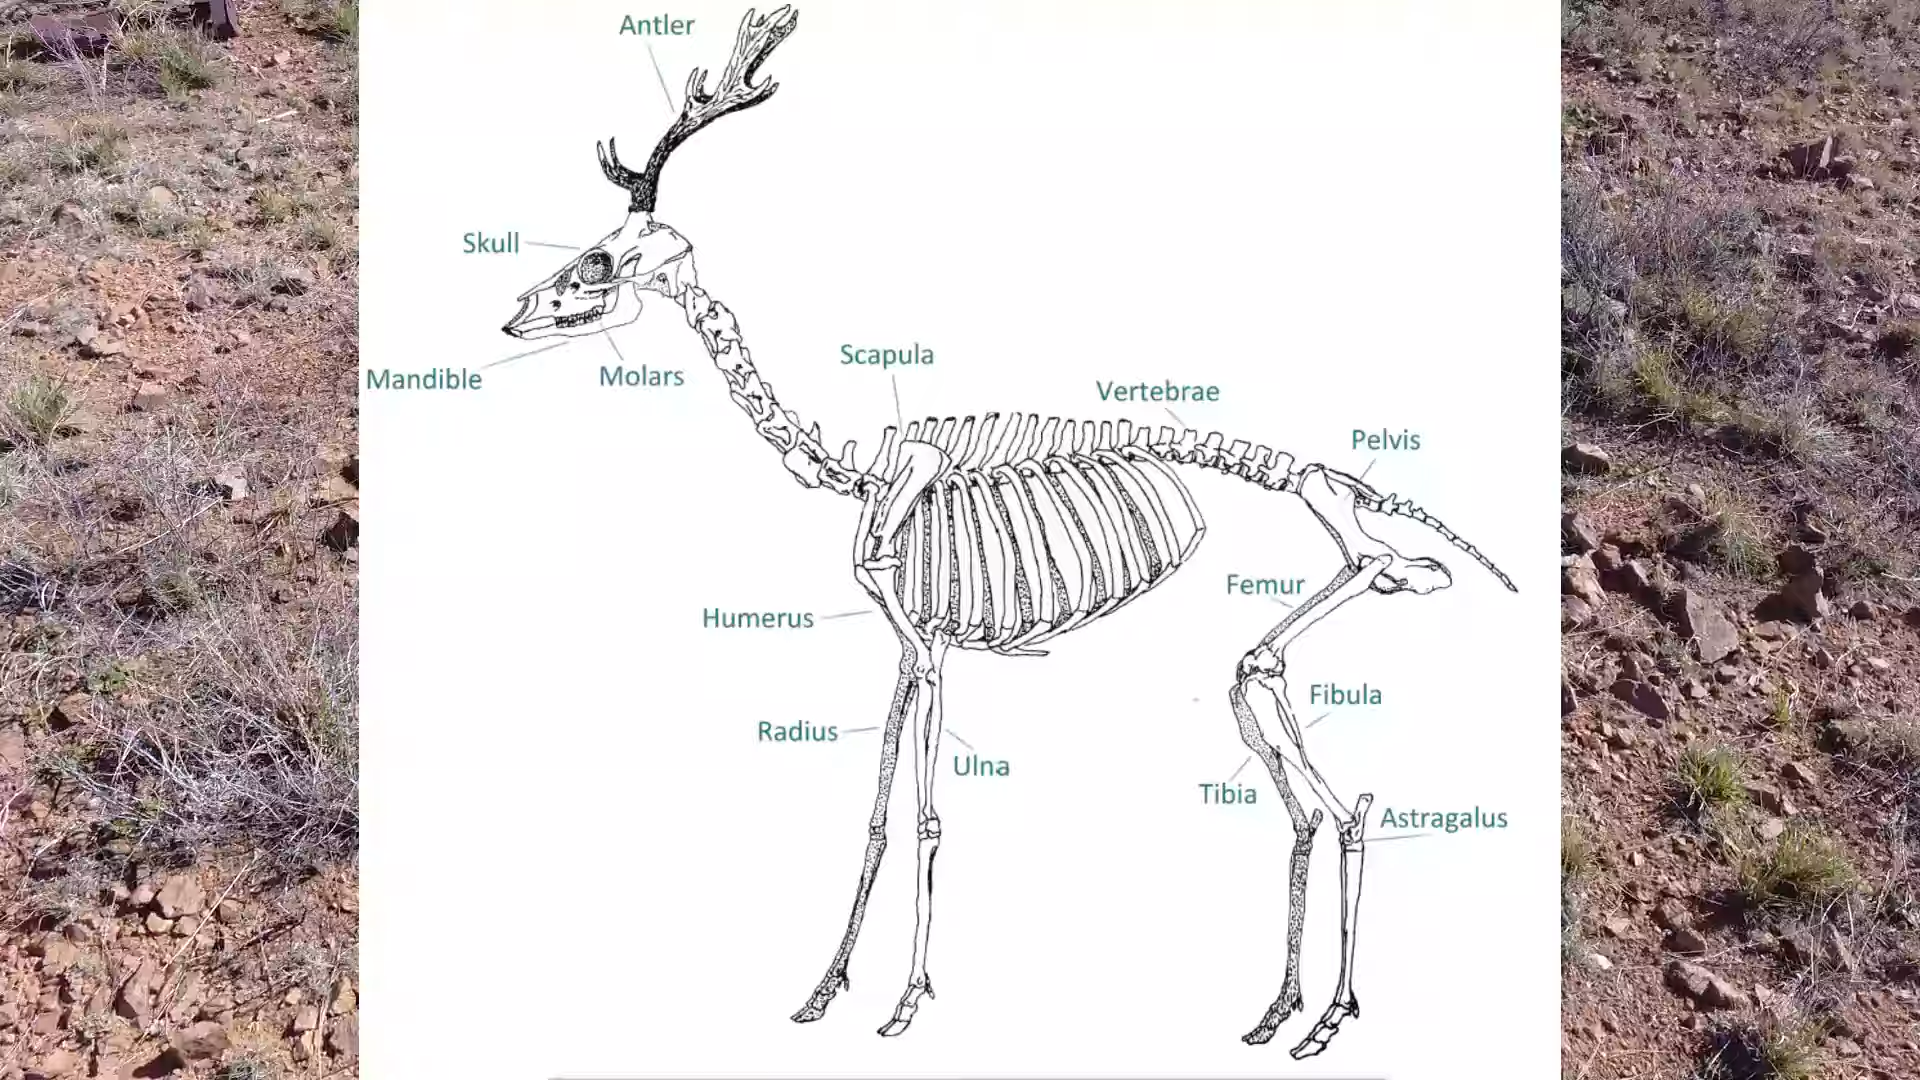 Antler
Skull
Mandible
Molars
Scapula
Vertebrae
Pelvis
Humerus
Femur
Radius
Ulna
Fibula
Tibia
Astragalus